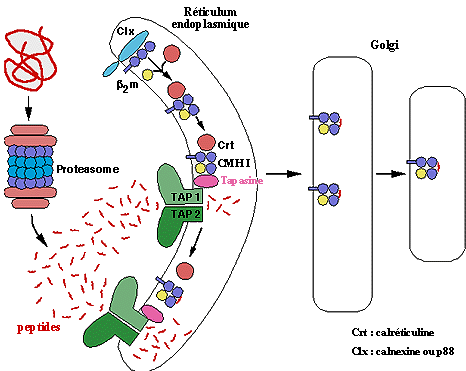 Réticulum
endoplasmique
Clx
Golgi
β2m
Crt
CMHI
Proteasome
Tapasine
TAP 1
TAP 2
peptides
Crt : calréticuline
Clx : calnexine ou p88